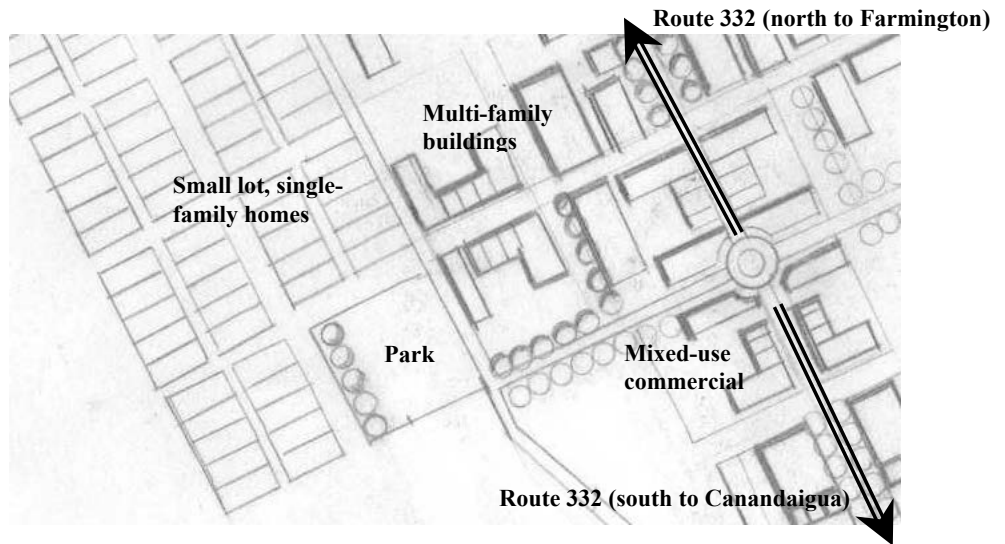 Route 332 (north to Farmington)
Multi-family
buildings
Small lot, single-
family homes
Park
Mixed-use
commercial
Route 332 (south to Canandaigua)